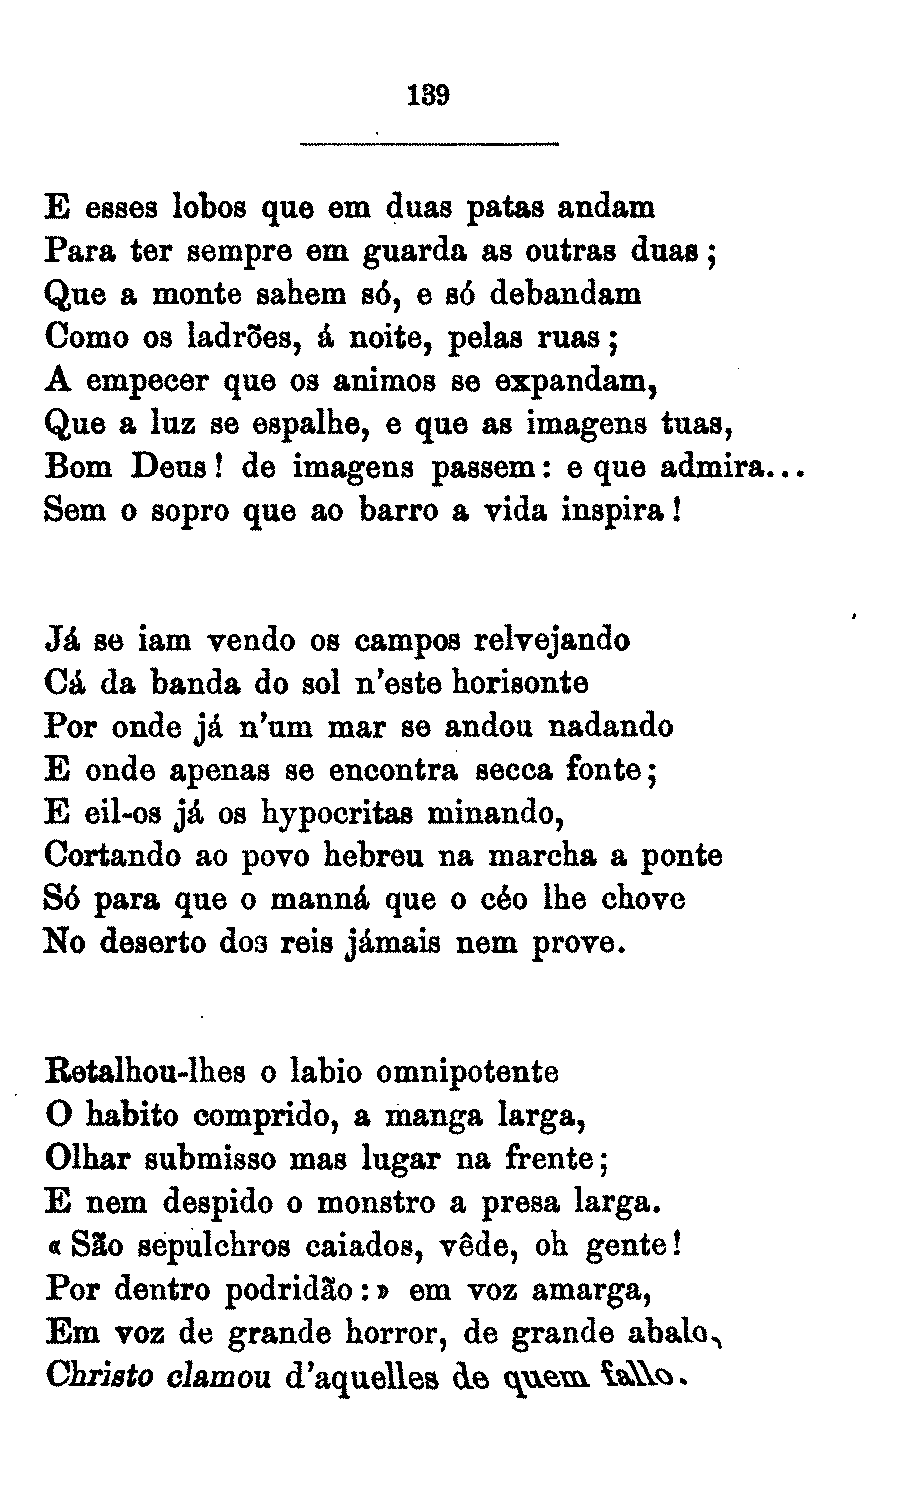 139
E esses lobos que em duas patas andam
Para ter sempre em guarda as outras duas;
Que a monte sahem só, e só debandam
Como os ladrões, á noite, pelas ruas;
A empecer que os animos se expandam,
Que a luz se espalhe, e que as imagens tuas,
Bom Deus! de imagens passem: e que admira...
Sem o sopro que ao barro a vida inspira!
Já se iam vendo os campos relvejando
Cá da banda do sol n'este horisonte
Por onde já n'um mar se andou nadando
E onde apenas se encontra secca fonte;
E eil-os já os hypocritas minando,
Cortando ao povo hebreu na marcha a ponte
Só para que o manná que o céo lhe chove
No deserto dos reis jámais nem prove.
Retalhou-lhes o labio omnipotente
O habito comprido, a manga larga,
Olhar submisso mas lugar na frente;
E nem despido o monstro a presa larga.
« São sepulchros caiados, vêde, oh gente!
Por dentro podridão:» em voz amarga,
Em voz de grande horror, de grande abalo,
Christo clamou d'aquelles de quem fallo.